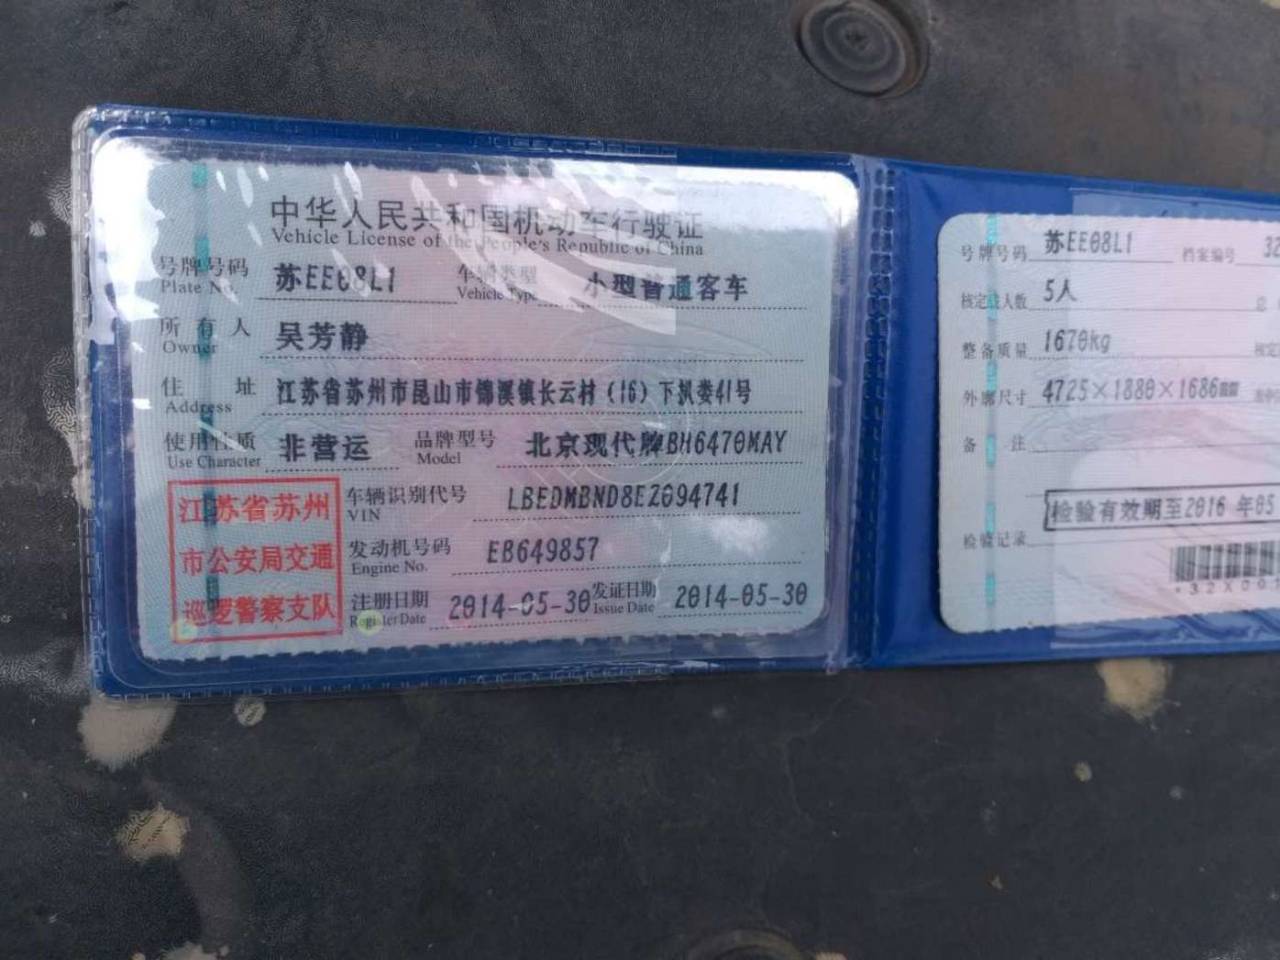 中华人民共和国机动车行驶证
Vehicle License of the People's Republic of China
号牌号码 苏EE08L1 车辆类型 小型普通客车
Plate No. Vehicle Type
所有人 吴芳静
Owner
住址 江苏省苏州市昆山市锦溪镇长云村（16）下扒娄41号
Address
使用性质 非营运 品牌型号 北京现代牌BH6470MAY
Use Character Model
江苏省苏州市公安局交通巡逻警察支队
车辆识别代号 LBEDMBND8EZ094741
VIN
发动机号码 EB649857
Engine No.
注册日期 2014-05-30 发证日期 2014-05-30
Register Date Issue Date
号牌号码 苏EE08L1 档案编号 32
核定载人数 5人 总
整备质量 1670kg 核定
外廓尺寸 4725×1880×1686mm
备注
检验有效期至2016 年05
检验记录